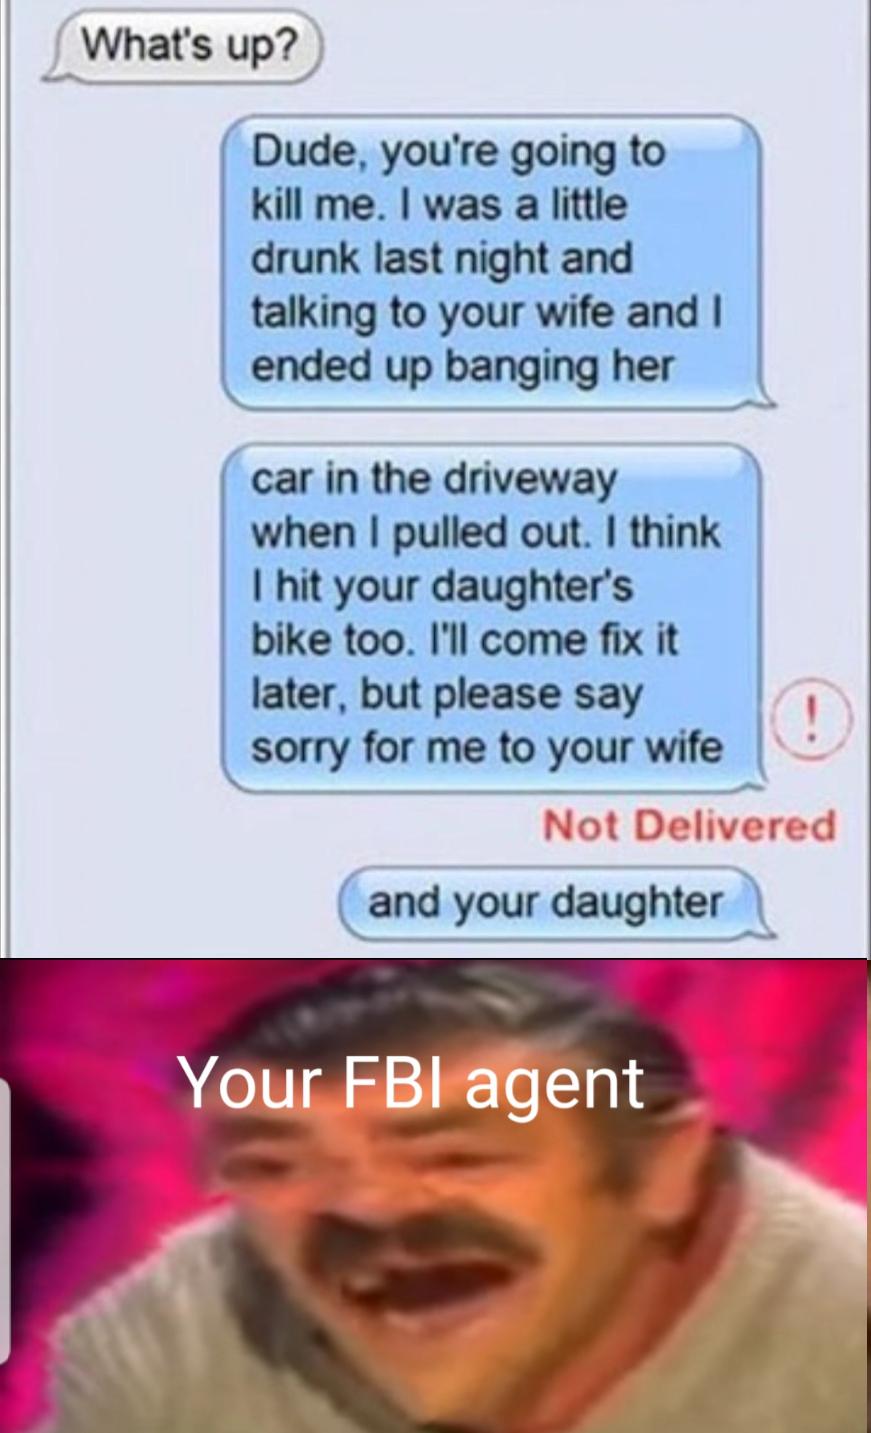 What's up?
Dude, you're going to
kill me. I was a little
drunk last night and
talking to your wife and I
ended up banging her
car in the driveway
when I pulled out. I think
I hit your daughter's
bike too. I'll come fix it
later, but please say
sorry for me to your wife
!
Not Delivered
and your daughter
Your FBI agent